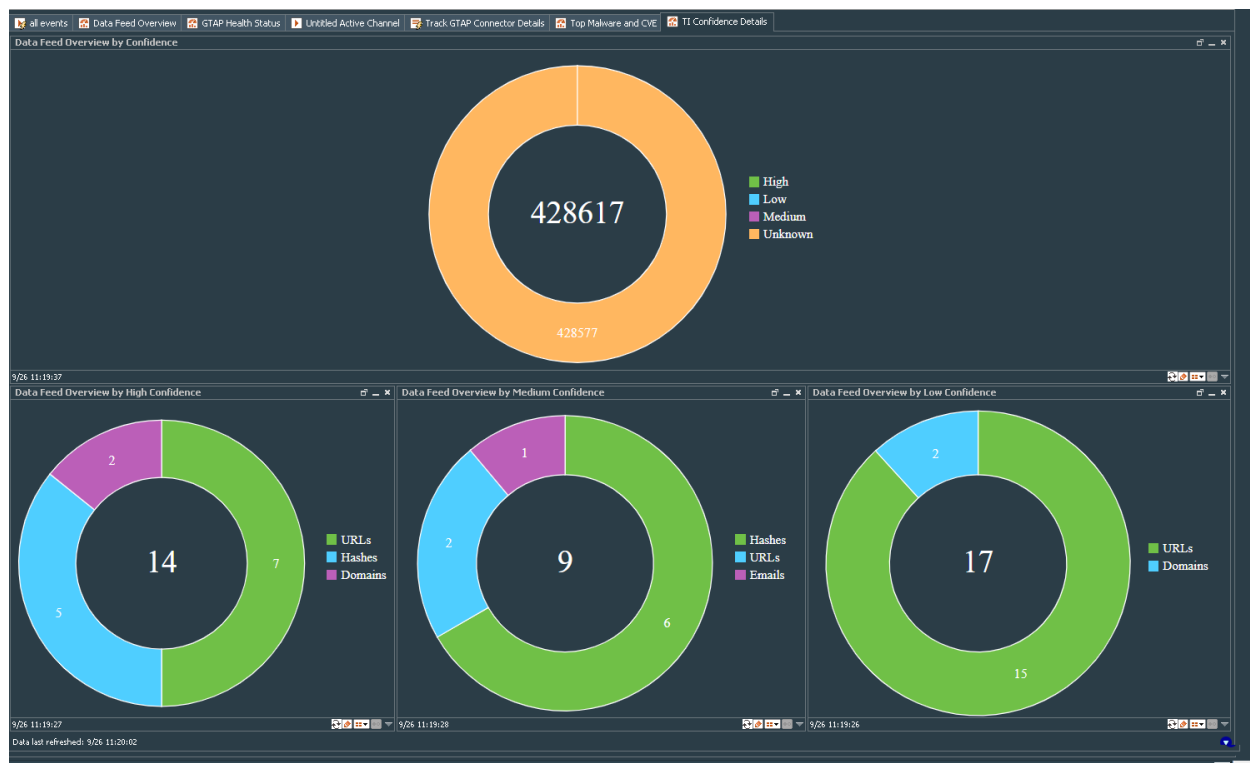 all events Data Feed Overview GTAP Health Status Untitled Active Channel Track GTAP Connector Details Top Malware and CVE TI Confidence Details
Data Feed Overview by Confidence
428617
High
Low
Medium
Unknown
428577
9/26 11:19:37
Data Feed Overview by High Confidence
2
7
5
14
URLs
Hashes
Domains
9/26 11:19:27
Data Feed Overview by Medium Confidence
1
2
6
9
Hashes
URLs
Emails
9/26 11:19:28
Data Feed Overview by Low Confidence
2
15
17
URLs
Domains
9/26 11:19:26
Data last refreshed: 9/26 11:20:02